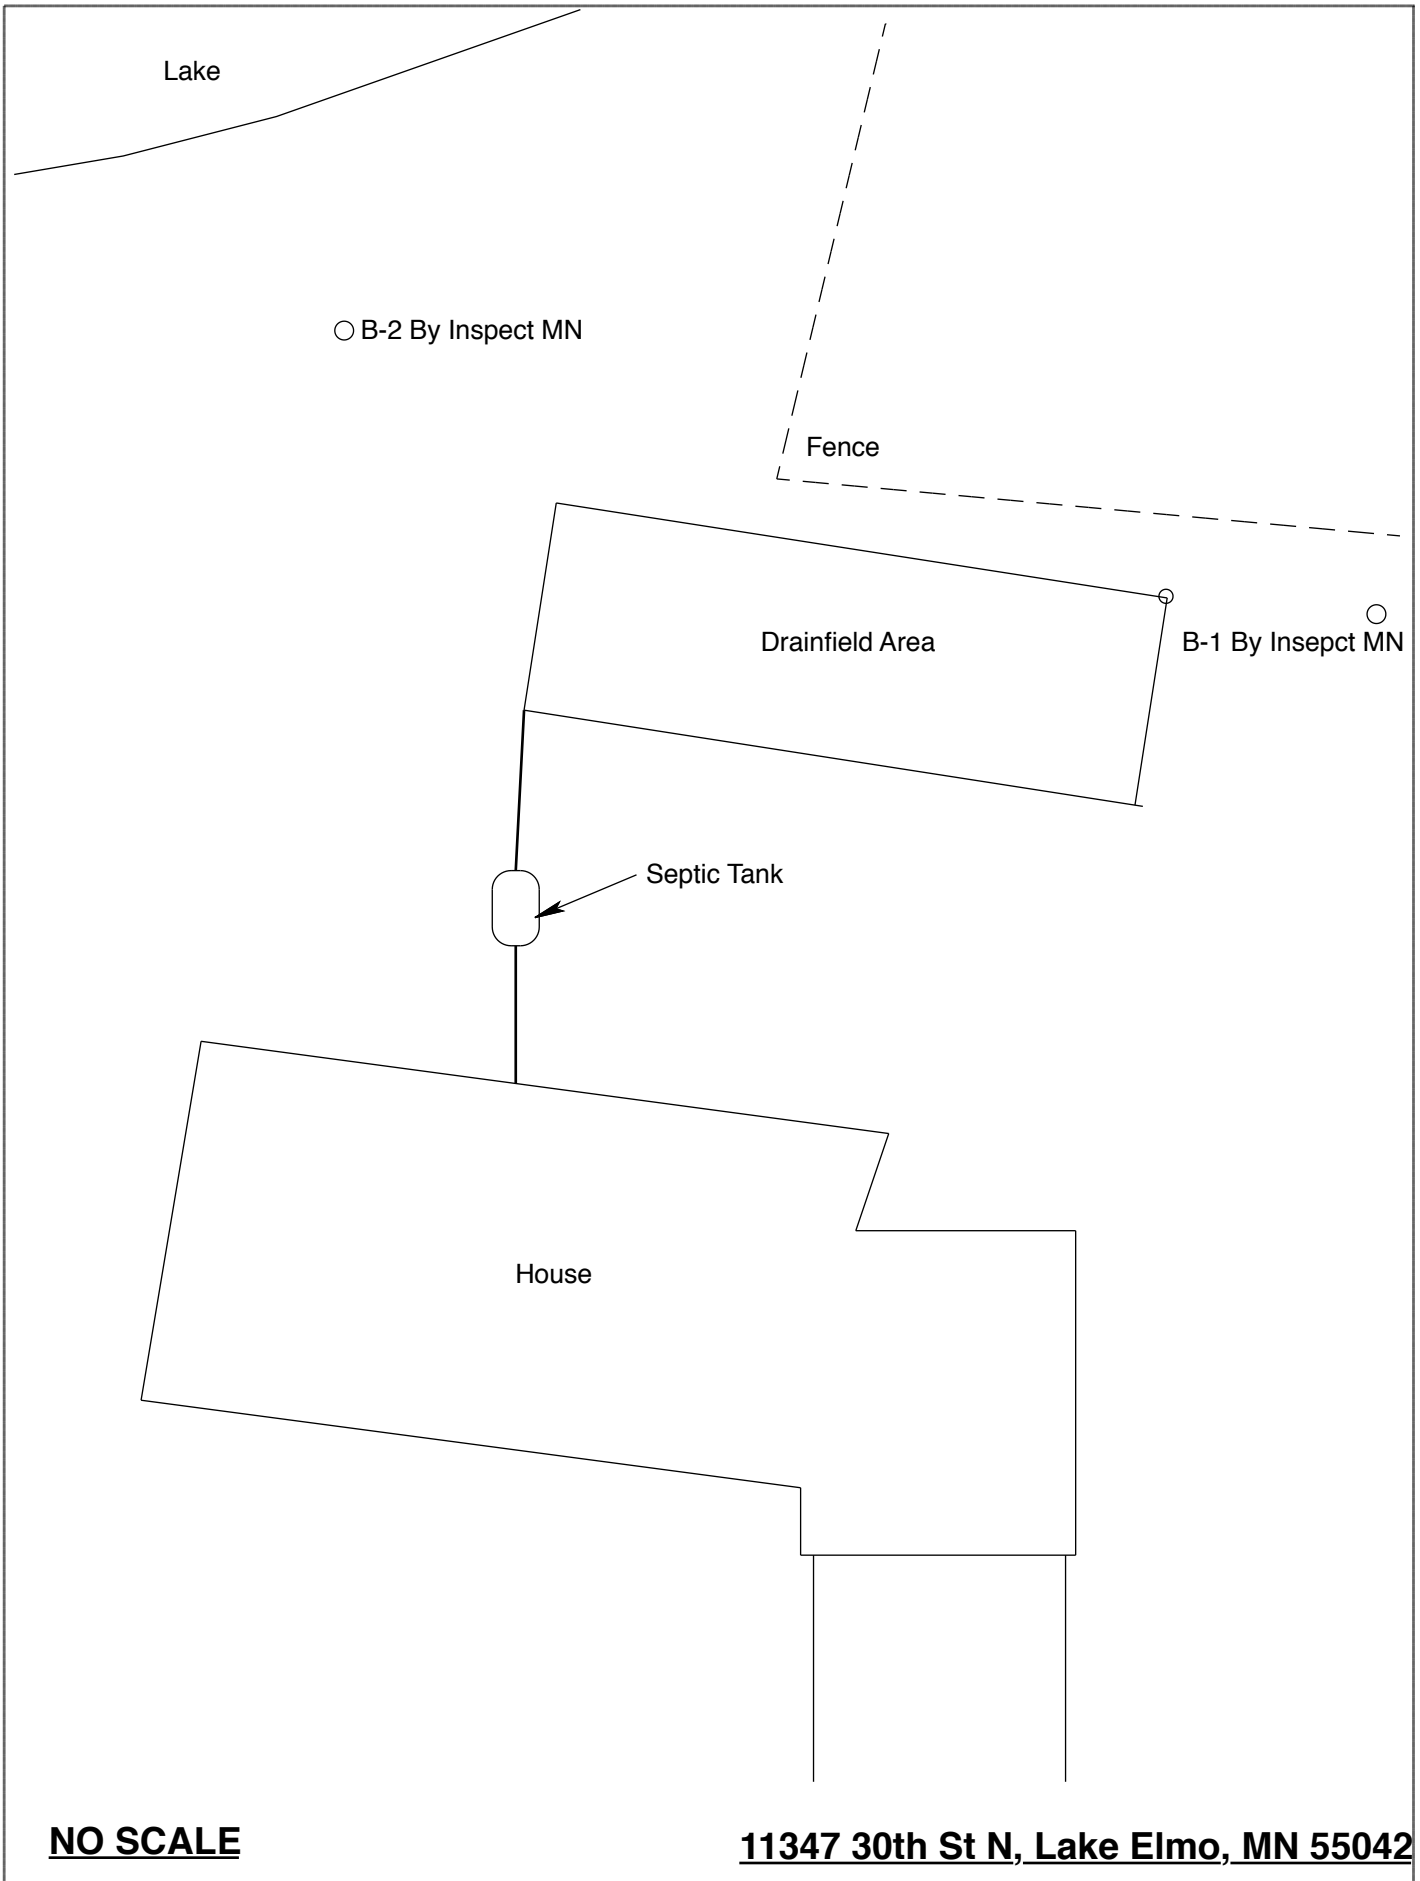 Lake
B-2 By Inspect MN
Fence
Drainfield Area
B-1 By Insepct MN
Septic Tank
House
NO SCALE
11347 30th St N, Lake Elmo, MN 55042